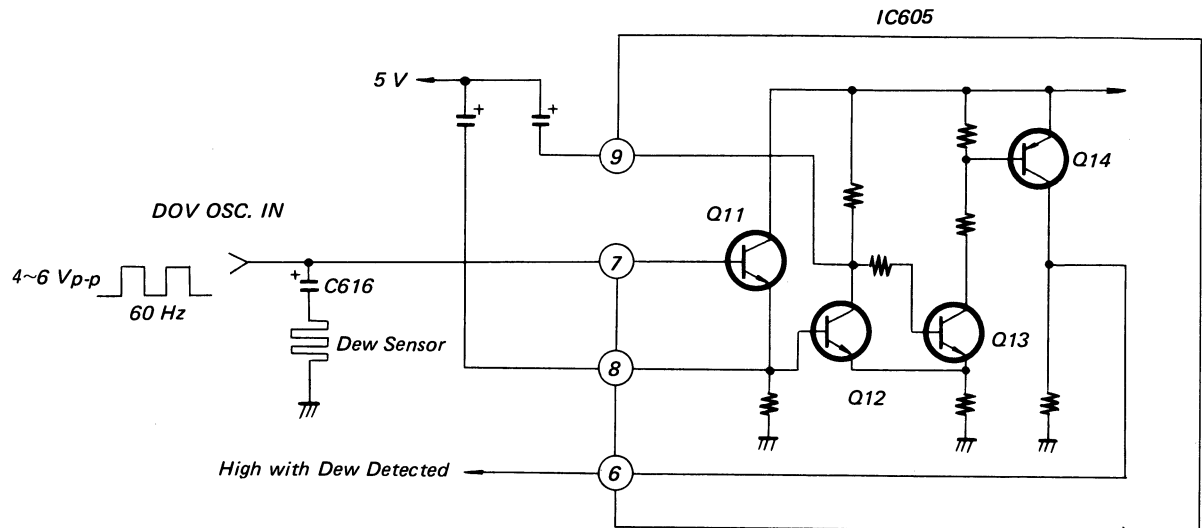 IC605
5 V
+
+
9
Q14
DOV OSC. IN
Q11
4~6 Vp-p
7
+
C616
60 Hz
Dew Sensor
Q13
8
Q12
High with Dew Detected
6